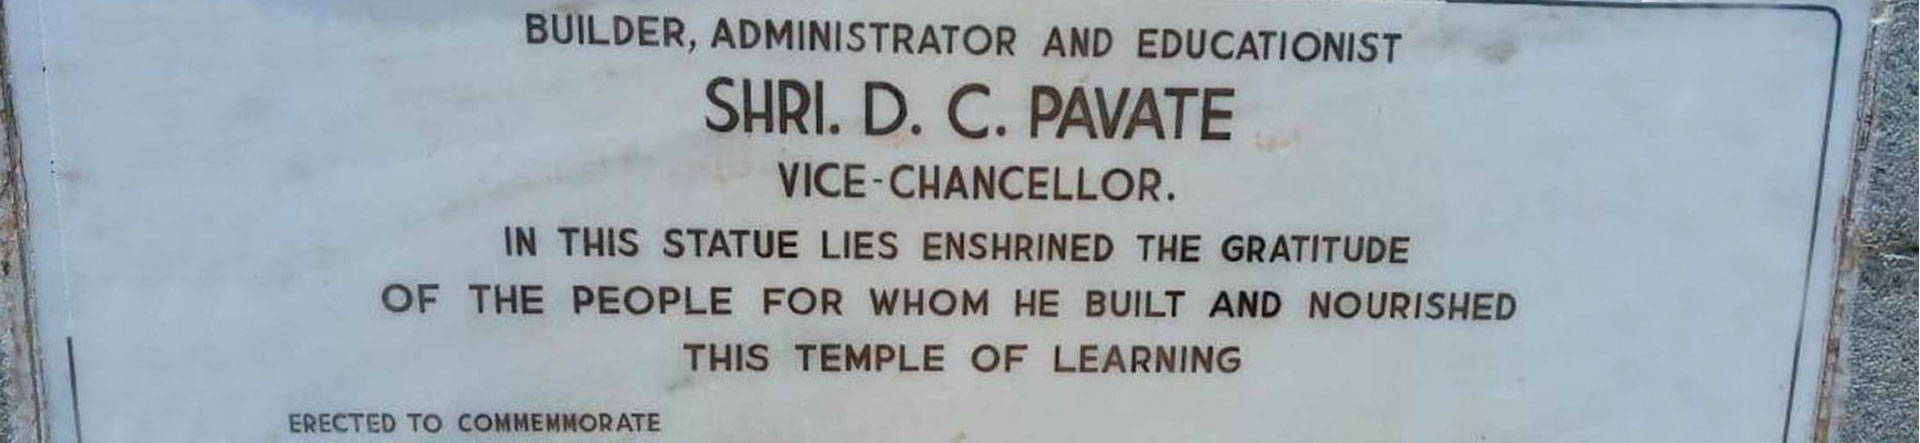 BUILDER, ADMINISTRATOR AND EDUCATIONIST
SHRI. D. C. PAVATE
VICE-CHANCELLOR.
IN THIS STATUE LIES ENSHRINED THE GRATITUDE
OF THE PEOPLE FOR WHOM HE BUILT AND NOURISHED
THIS TEMPLE OF LEARNING
ERECTED TO COMMEMMORATE